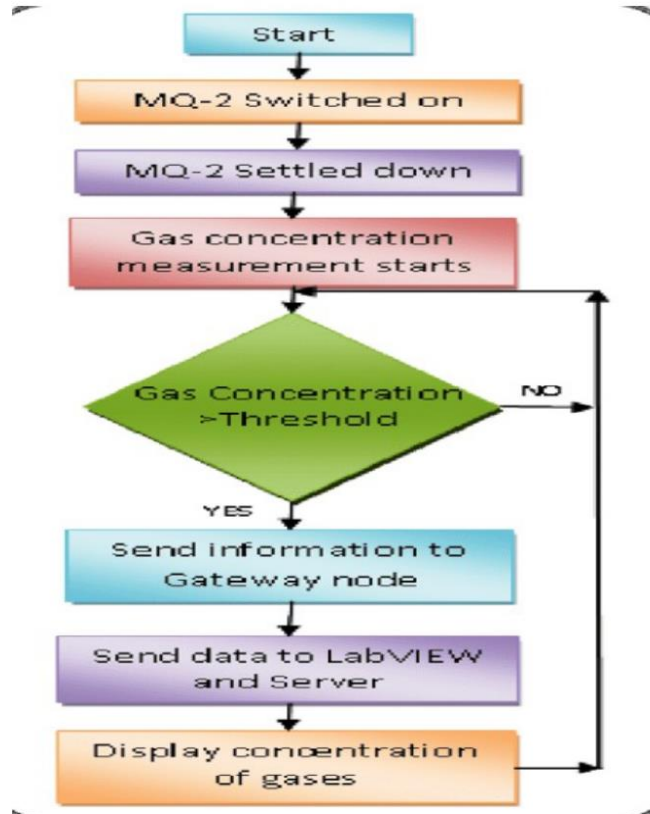 Start
MQ-2 Switched on
MQ-2 Settled down
Gas concentration
measurement starts
Gas Concentration
>Threshold
NO
YES
Send information to
Gateway node
Send data to LabVIEW
and Server
Display concentration
of gases